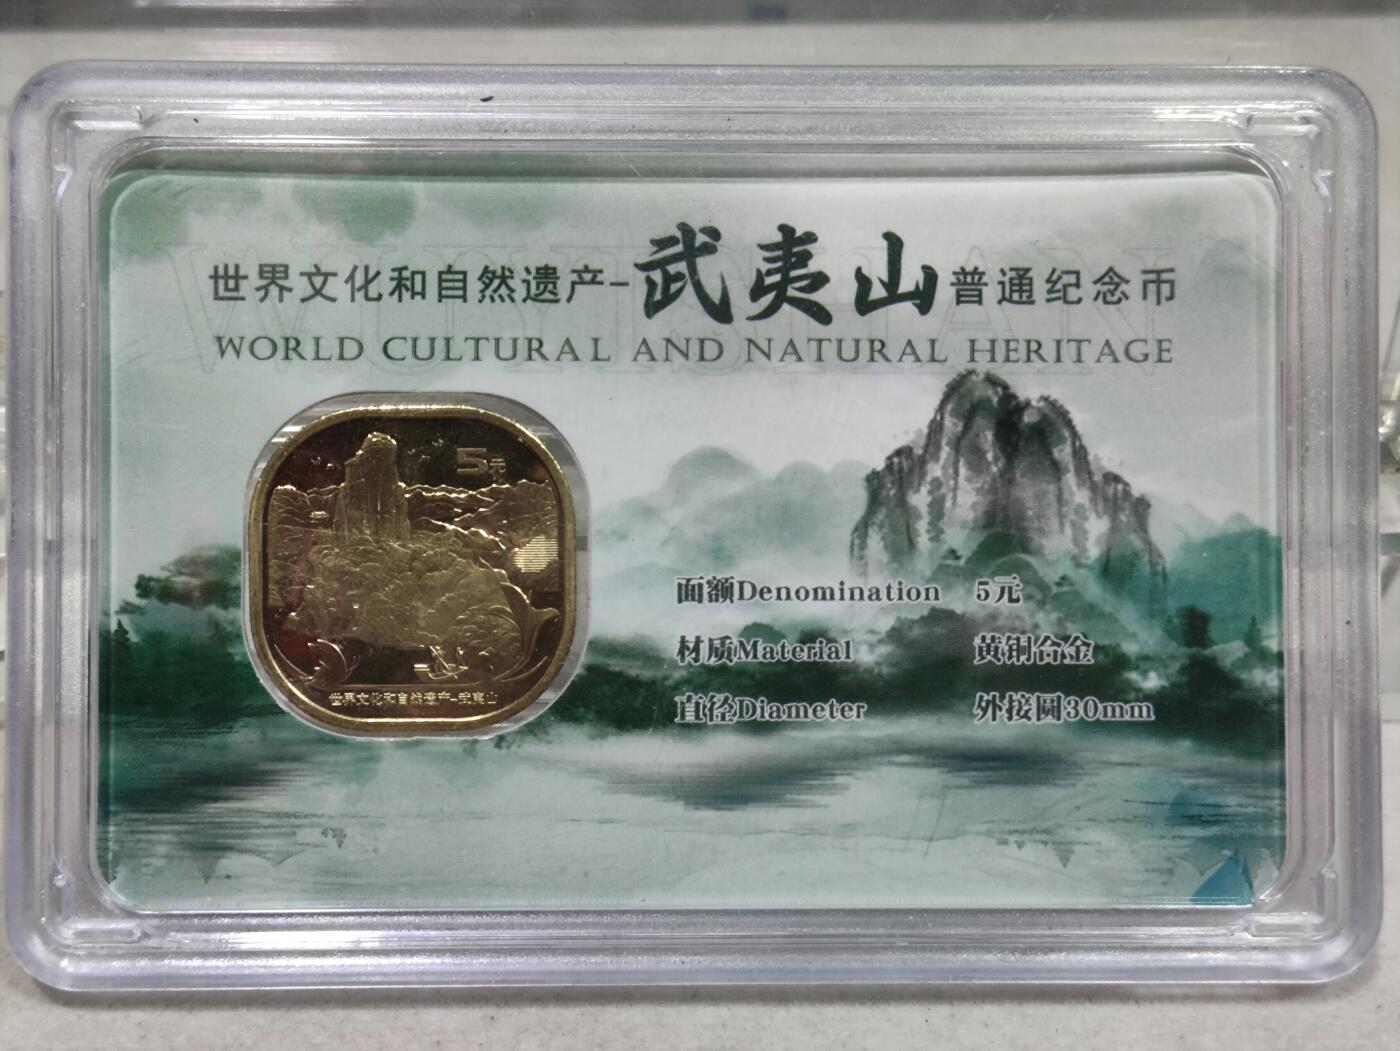 世界文化和自然遗产-武夷山普通纪念币
WUYISHAN
WORLD CULTURAL AND NATURAL HERITAGE
5元
面额Denomination 5元
材质Material 黄铜合金
直径Diameter 外接圆30mm
世界文化和自然遗产-武夷山